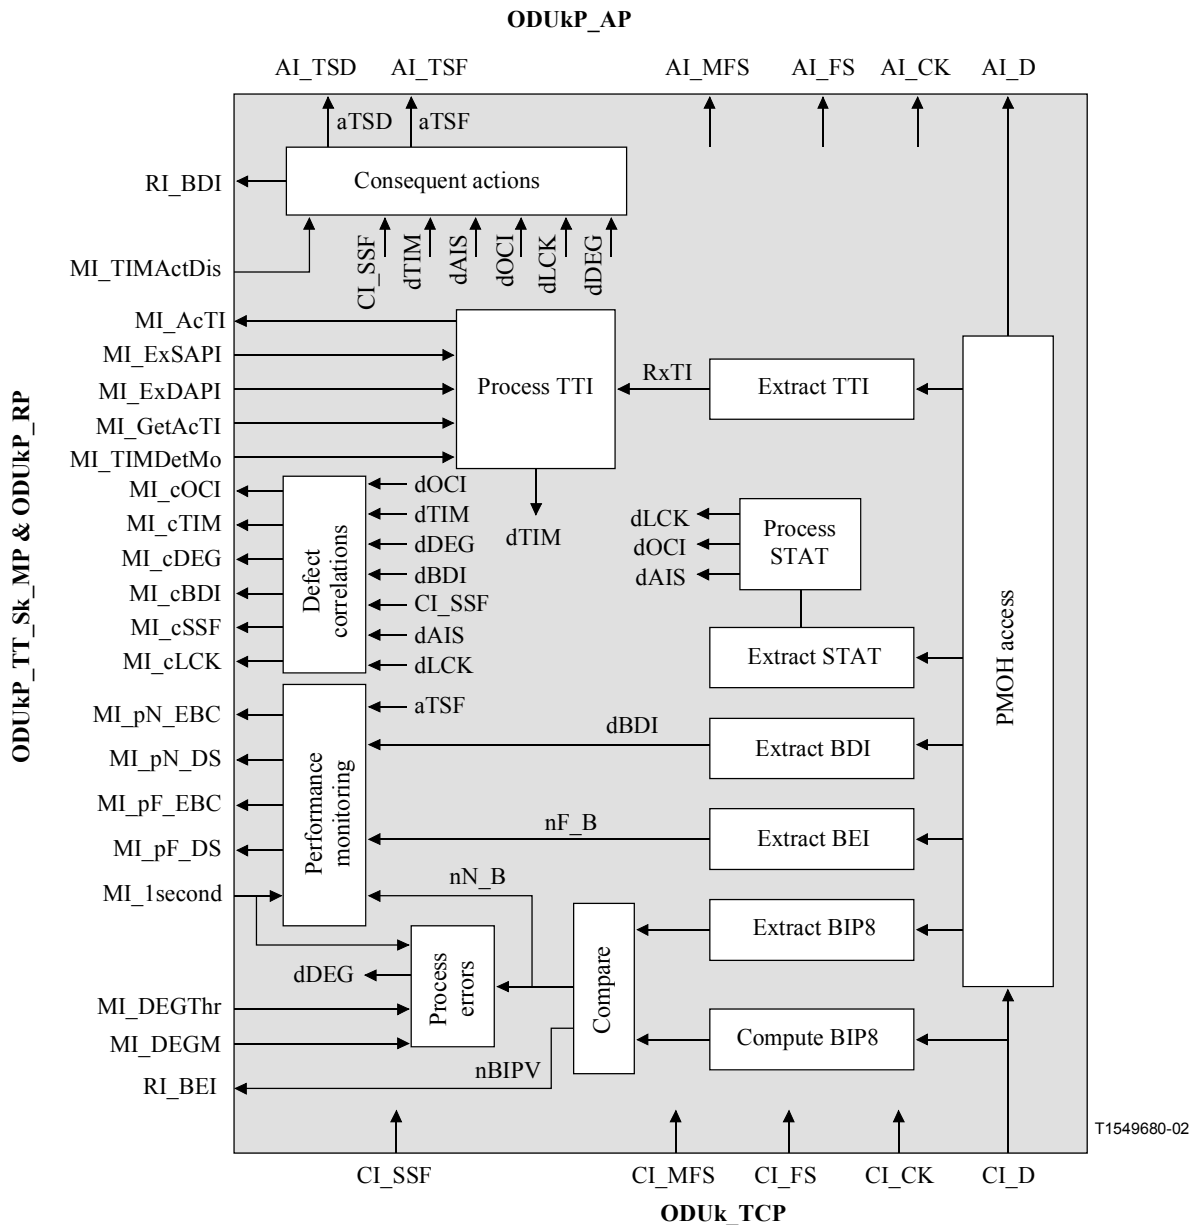 ODUkP_AP
AI_TSD
AI_TSF
AI_MFS
AI_FS
AI_CK
AI_D
aTSD
aTSF
RI_BDI
Consequent actions
MI_TIMActDis
CI_SSF
dTIM
dAIS
dOCI
dLCK
dDEG
MI_AcTI
MI_ExSAPI
MI_ExDAPI
MI_GetAcTI
MI_TIMDetMo
Process TTI
RxTI
Extract TTI
dTIM
ODUkP_TT_Sk_MP & ODUkP_RP
MI_cOCI
MI_cTIM
MI_cDEG
MI_cBDI
MI_cSSF
MI_cLCK
Defect
correlations
dOCI
dTIM
dDEG
dBDI
CI_SSF
dAIS
dLCK
dLCK
dOCI
dAIS
Process
STAT
Extract STAT
PMOH access
MI_pN_EBC
MI_pN_DS
MI_pF_EBC
MI_pF_DS
MI_1second
Performance
monitoring
aTSF
dBDI
Extract BDI
nF_B
Extract BEI
nN_B
Extract BIP8
dDEG
Process
errors
Compare
MI_DEGThr
MI_DEGM
Compute BIP8
nBIPV
RI_BEI
T1549680-02
CI_SSF
CI_MFS
CI_FS
CI_CK
CI_D
ODUk_TCP